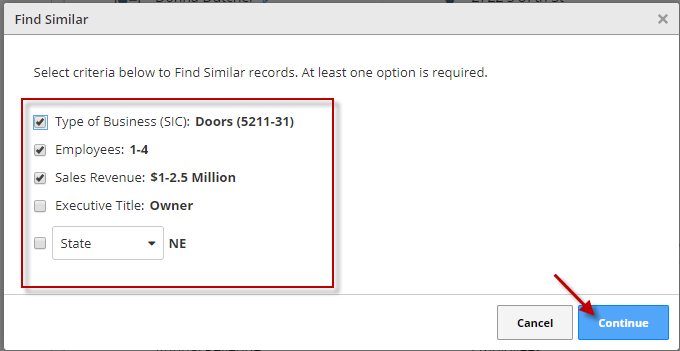 Find Similar
Select criteria below to Find Similar records. At least one option is required.
Type of Business (SIC): Doors (5211-31)
Employees: 1-4
Sales Revenue: $1-2.5 Million
Executive Title: Owner
State NE
Cancel Continue